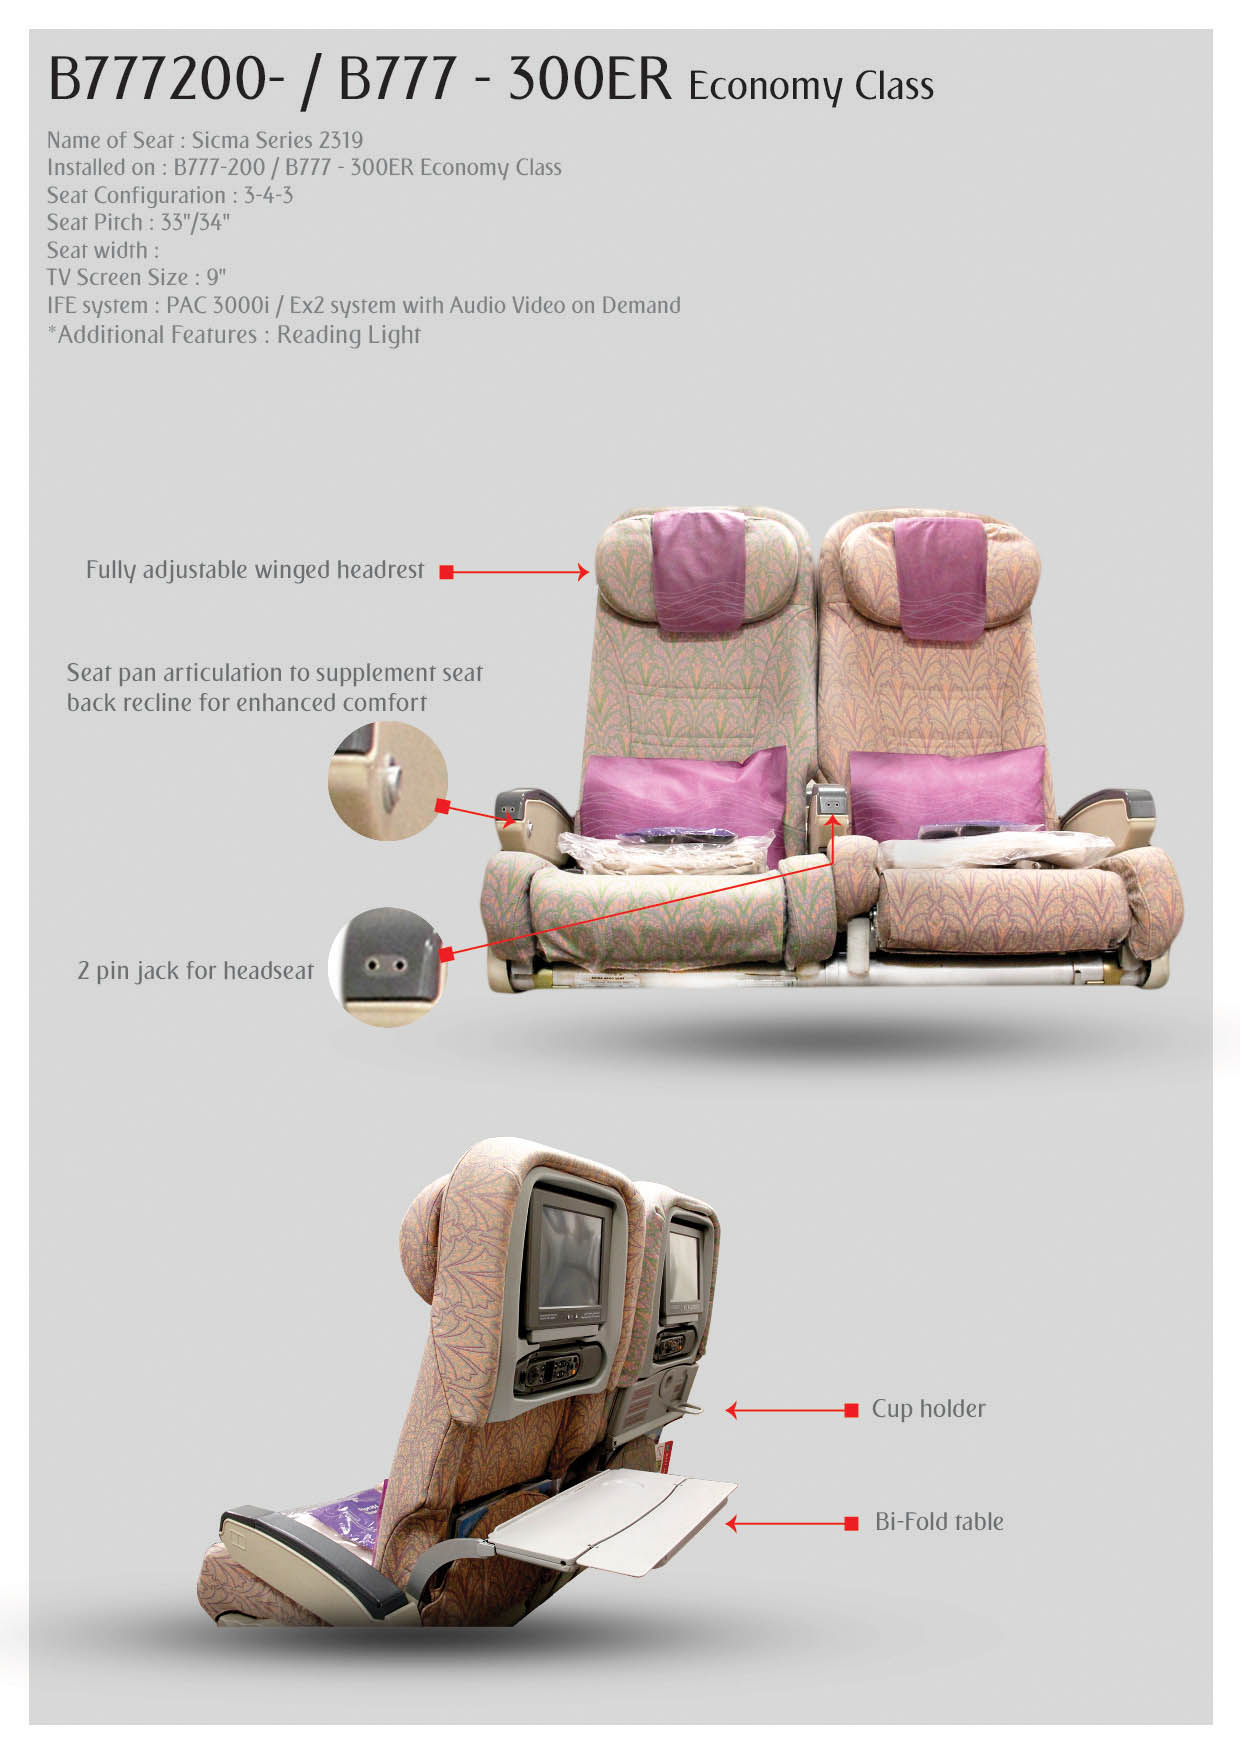 B777200- / B777 - 300ER Economy Class
Name of Seat : Sicma Series 2319
Installed on : B777-200 / B777 - 300ER Economy Class
Seat Configuration : 3-4-3
Seat Pitch : 33"/34"
Seat width :
TV Screen Size : 9"
IFE system : PAC 3000i / Ex2 system with Audio Video on Demand
*Additional Features : Reading Light
Fully adjustable winged headrest
Seat pan articulation to supplement seat
back recline for enhanced comfort
2 pin jack for headseat
Cup holder
Bi-Fold table